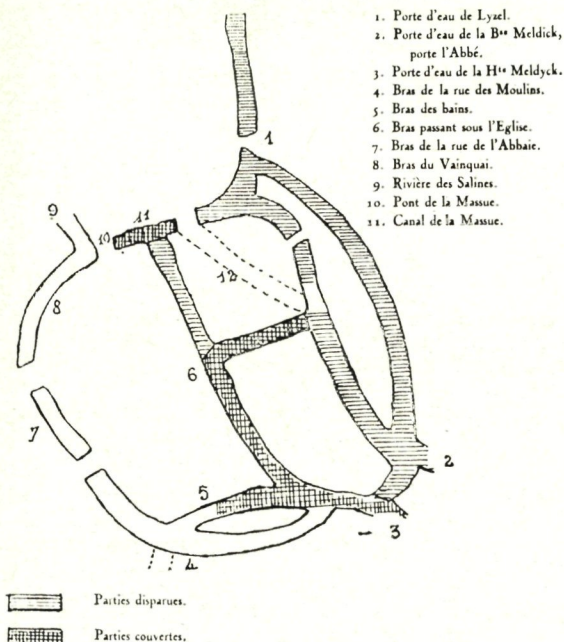 1. Porte d'eau de Lyzel.
2. Porte d'eau de la Bse Meldick,
porte l'Abbé.
3. Porte d'eau de la Hte Meldyck.
4. Bras de la rue des Moulins.
5. Bras des bains.
6. Bras passant sous l'Eglise.
7. Bras de la rue de l'Abbaie.
8. Bras du Vainquai.
9. Rivière des Salines.
10. Pont de la Massue.
11. Canal de la Massue.
1
9
11
10
12
8
6
7
2
5
3
4
Parties disparues.
Parties couvertes.